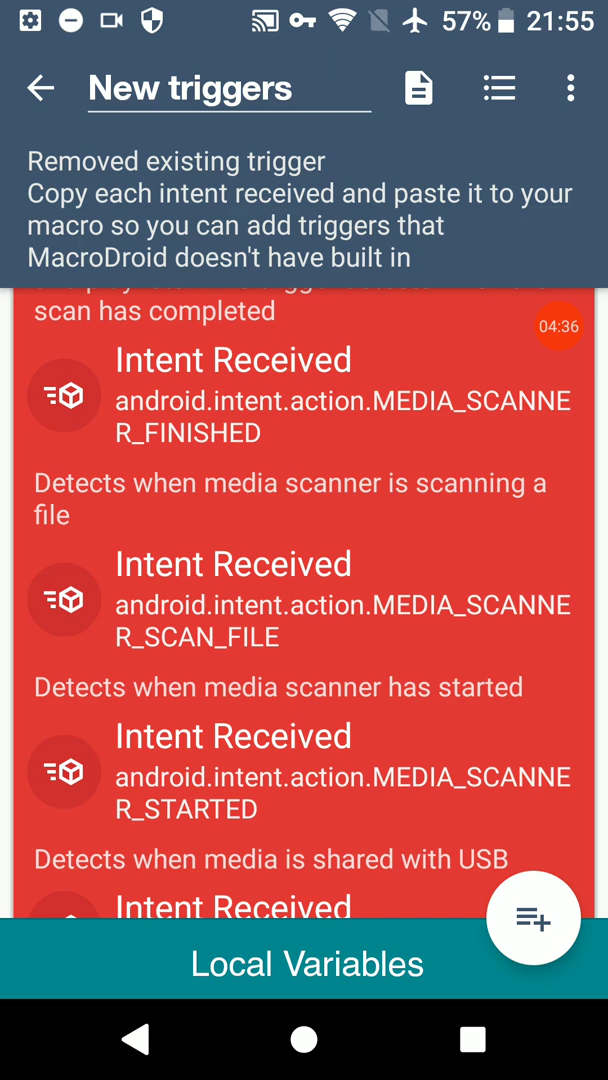 57% 21:55
New triggers
Removed existing trigger
Copy each intent received and paste it to your
macro so you can add triggers that
MacroDroid doesn't have built in
scan has completed
04:36
Intent Received
android.intent.action.MEDIA_SCANNE
R_FINISHED
Detects when media scanner is scanning a
file
Intent Received
android.intent.action.MEDIA_SCANNE
R_SCAN_FILE
Detects when media scanner has started
Intent Received
android.intent.action.MEDIA_SCANNE
R_STARTED
Detects when media is shared with USB
Intent Received
Local Variables